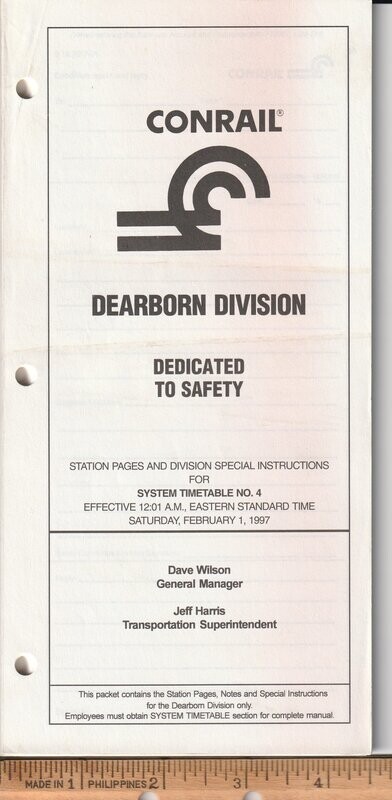 CONRAIL®
DEARBORN DIVISION
DEDICATED
TO SAFETY
STATION PAGES AND DIVISION SPECIAL INSTRUCTIONS
FOR
SYSTEM TIMETABLE NO. 4
EFFECTIVE 12:01 A.M., EASTERN STANDARD TIME
SATURDAY, FEBRUARY 1, 1997
Dave Wilson
General Manager
Jeff Harris
Transportation Superintendent
This packet contains the Station Pages, Notes and Special Instructions
for the Dearborn Division only.
Employees must obtain SYSTEM TIMETABLE section for complete manual.
MADE IN 1 PHILIPPINES 2 3 4